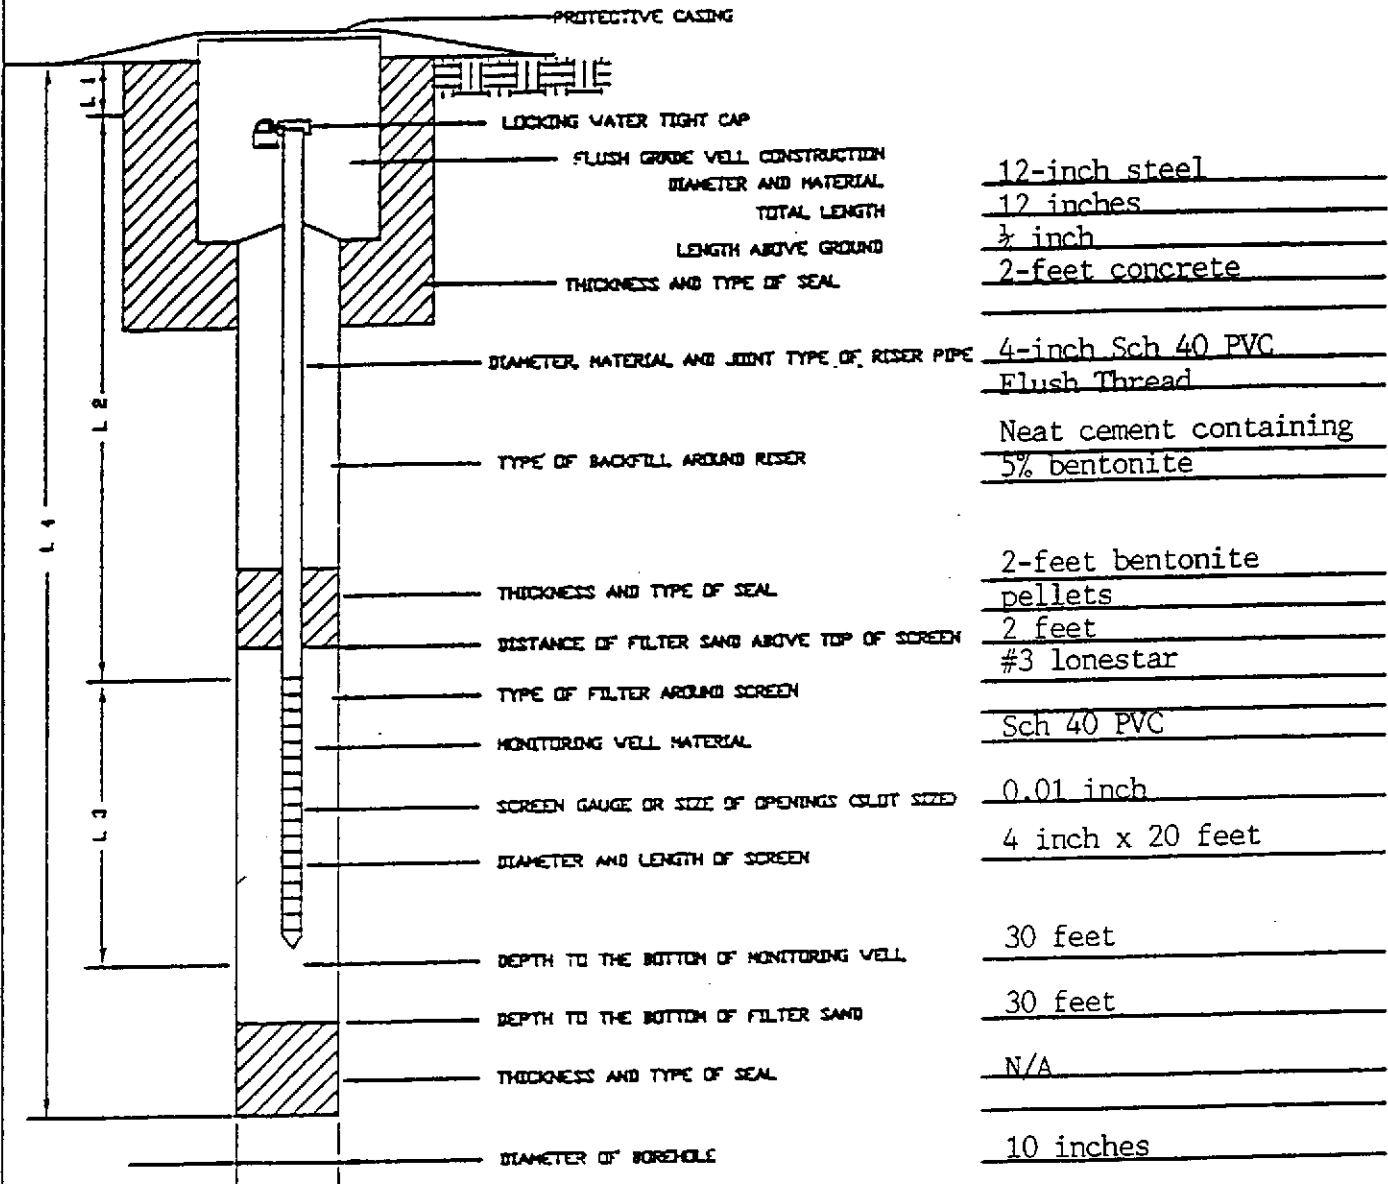 PROTECTIVE CASING
L 1
LOCKING WATER TIGHT CAP
FLUSH GRADE WELL CONSTRUCTION
DIAMETER AND MATERIAL 12-inch steel
TOTAL LENGTH 12 inches
LENGTH ABOVE GROUND inch
THICKNESS AND TYPE OF SEAL 2-feet concrete
DIAMETER, MATERIAL AND JOINT TYPE OF RISER PIPE 4-inch Sch 40 PVC
Flush Thread
L 2
Neat cement containing
TYPE OF BACKFILL AROUND RISER 5% bentonite
L 4
2-feet bentonite
THICKNESS AND TYPE OF SEAL pellets
DISTANCE OF FILTER SAND ABOVE TOP OF SCREEN 2 feet
#3 lonestar
TYPE OF FILTER AROUND SCREEN
MONITORING WELL MATERIAL Sch 40 PVC
SCREEN GAUGE OR SIZE OF OPENINGS (SLOT SIZE) 0.01 inch
L 3
DIAMETER AND LENGTH OF SCREEN 4 inch x 20 feet
DEPTH TO THE BOTTOM OF MONITORING WELL 30 feet
DEPTH TO THE BOTTOM OF FILTER SAND 30 feet
THICKNESS AND TYPE OF SEAL N/A
DIAMETER OF BOREHOLE 10 inches